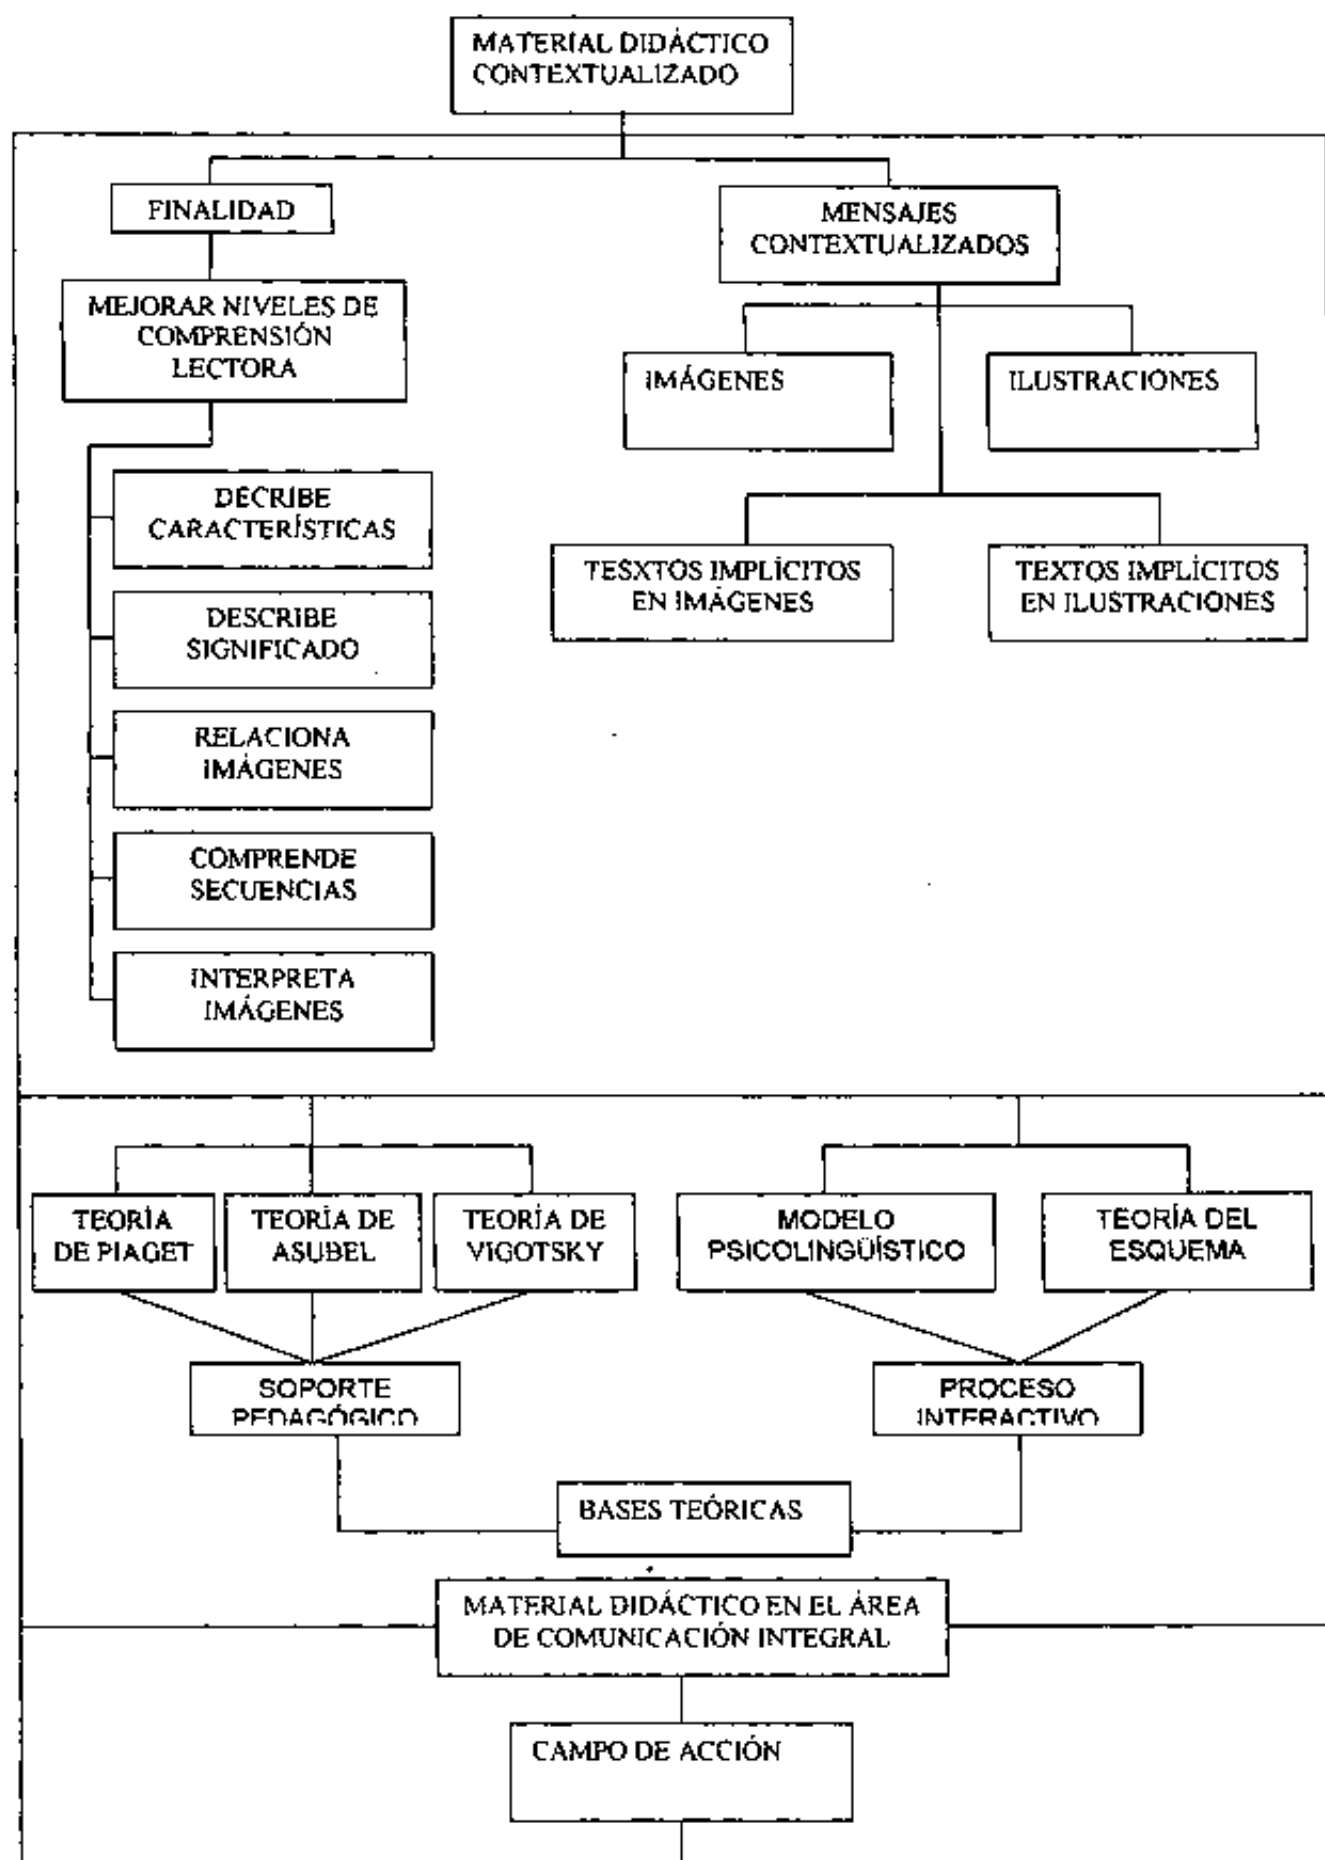 MATERIAL DIDÁCTICO
CONTEXTUALIZADO
FINALIDAD
MENSAJES
CONTEXTUALIZADOS
MEJORAR NIVELES DE
COMPRENSIÓN
LECTORA
IMÁGENES
ILUSTRACIONES
DECRIBE
CARACTERÍSTICAS
TESXTOS IMPLÍCITOS
EN IMÁGENES
TEXTOS IMPLÍCITOS
EN ILUSTRACIONES
DESCRIBE
SIGNIFICADO
RELACIONA
IMÁGENES
COMPRENDE
SECUENCIAS
INTERPRETA
IMÁGENES
TEORÌA
DE PIAGET
TEORÍA DE
ASUBEL
TEORÍA DE
VIGOTSKY
MODELO
PSICOLINGÜÍSTICO
TEORÍA DEL
ESQUEMA
SOPORTE
PEDAGÓGICO
PROCESO
INTERACTIVO
BASES TEÓRICAS
MATERIAL DIDÁCTICO EN EL ÁREA
DE COMUNICACIÓN INTEGRAL
CAMPO DE ACCIÓN